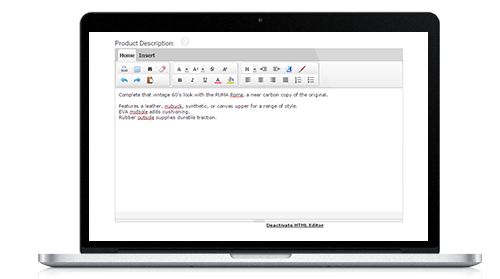 Product Description:
Home Insert
Complete that vintage 60's look with the PUMA Roma, a near carbon copy of the original.
Features a leather, nubuck, synthetic, or canvas upper for a range of style.
EVA midsole adds cushioning.
Rubber outsole supplies durable traction.
Deactivate HTML Editor